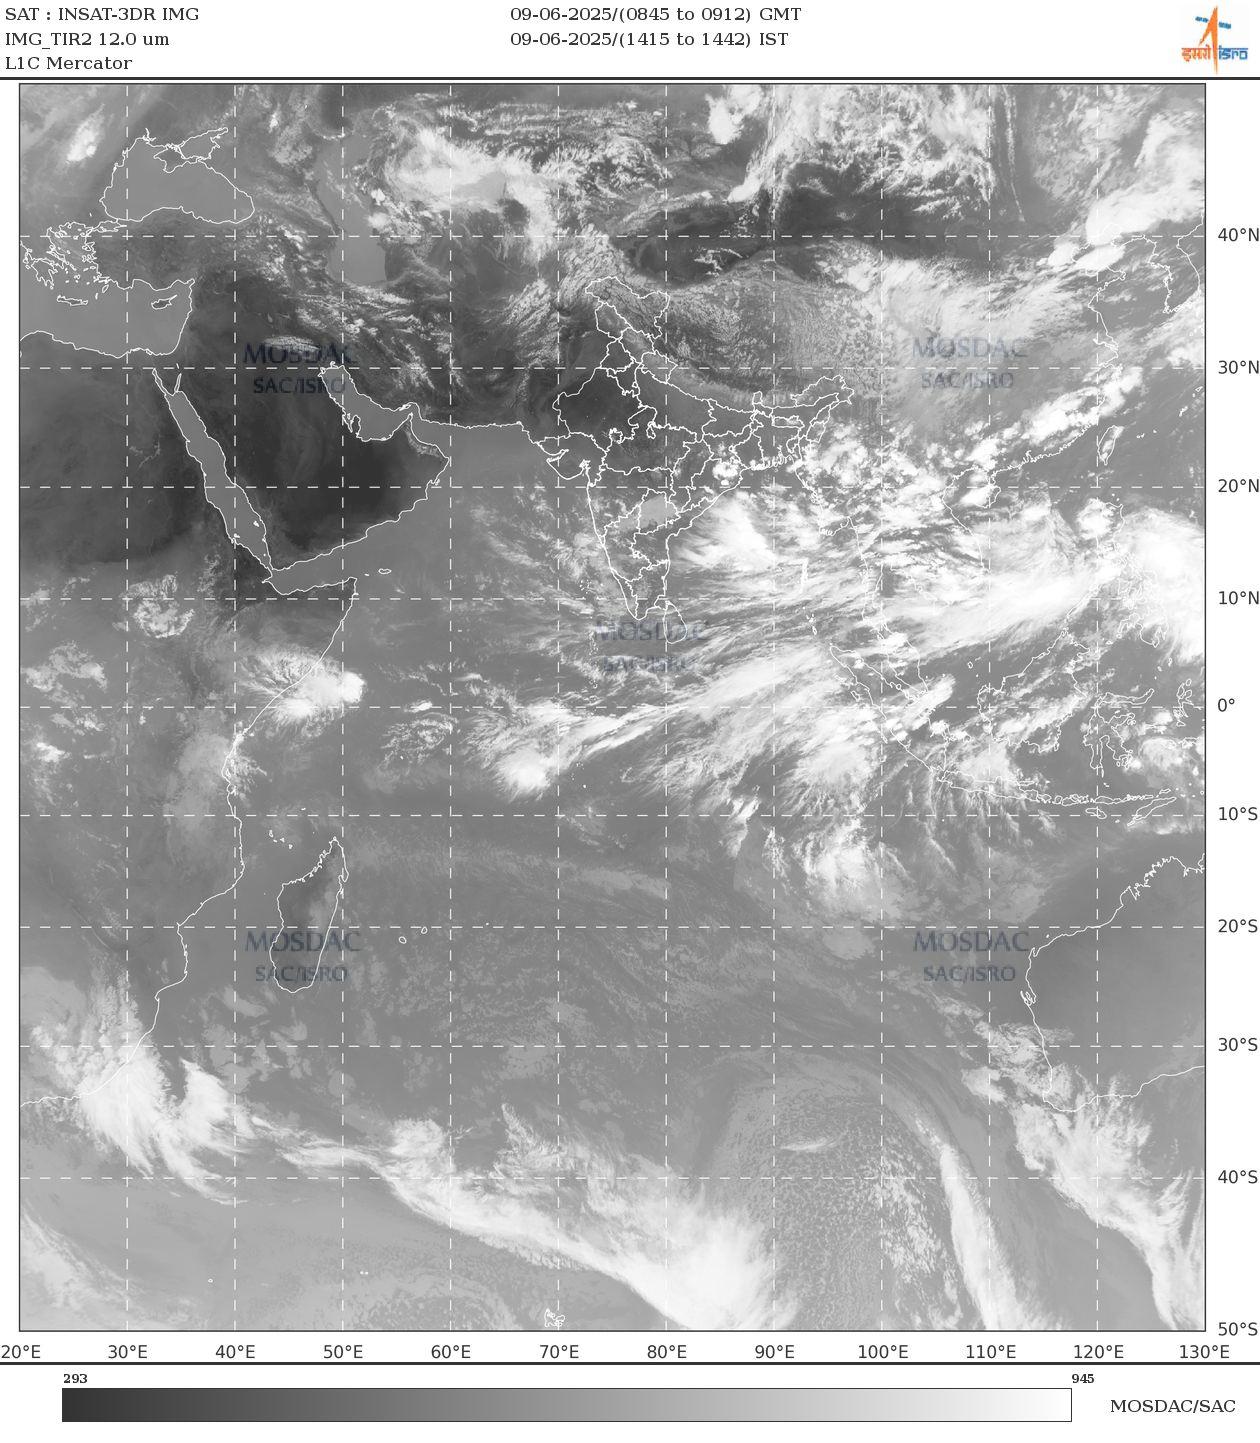 SAT : INSAT-3DR IMG
09-06-2025/(0845 to 0912) GMT
IMG_TIR2 12.0 um
09-06-2025/(1415 to 1442) IST
L1C Mercator
इसरो isro
40°N
MOSDAC
SAC/ISRO
MOSDAC
SAC/ISRO
30°N
20°N
10°N
MOSDAC
SAC/ISRO
0°
10°S
20°S
MOSDAC
SAC/ISRO
MOSDAC
SAC/ISRO
30°S
40°S
50°S
20°E 30°E 40°E 50°E 60°E 70°E 80°E 90°E 100°E 110°E 120°E 130°E
293
945
MOSDAC/SAC